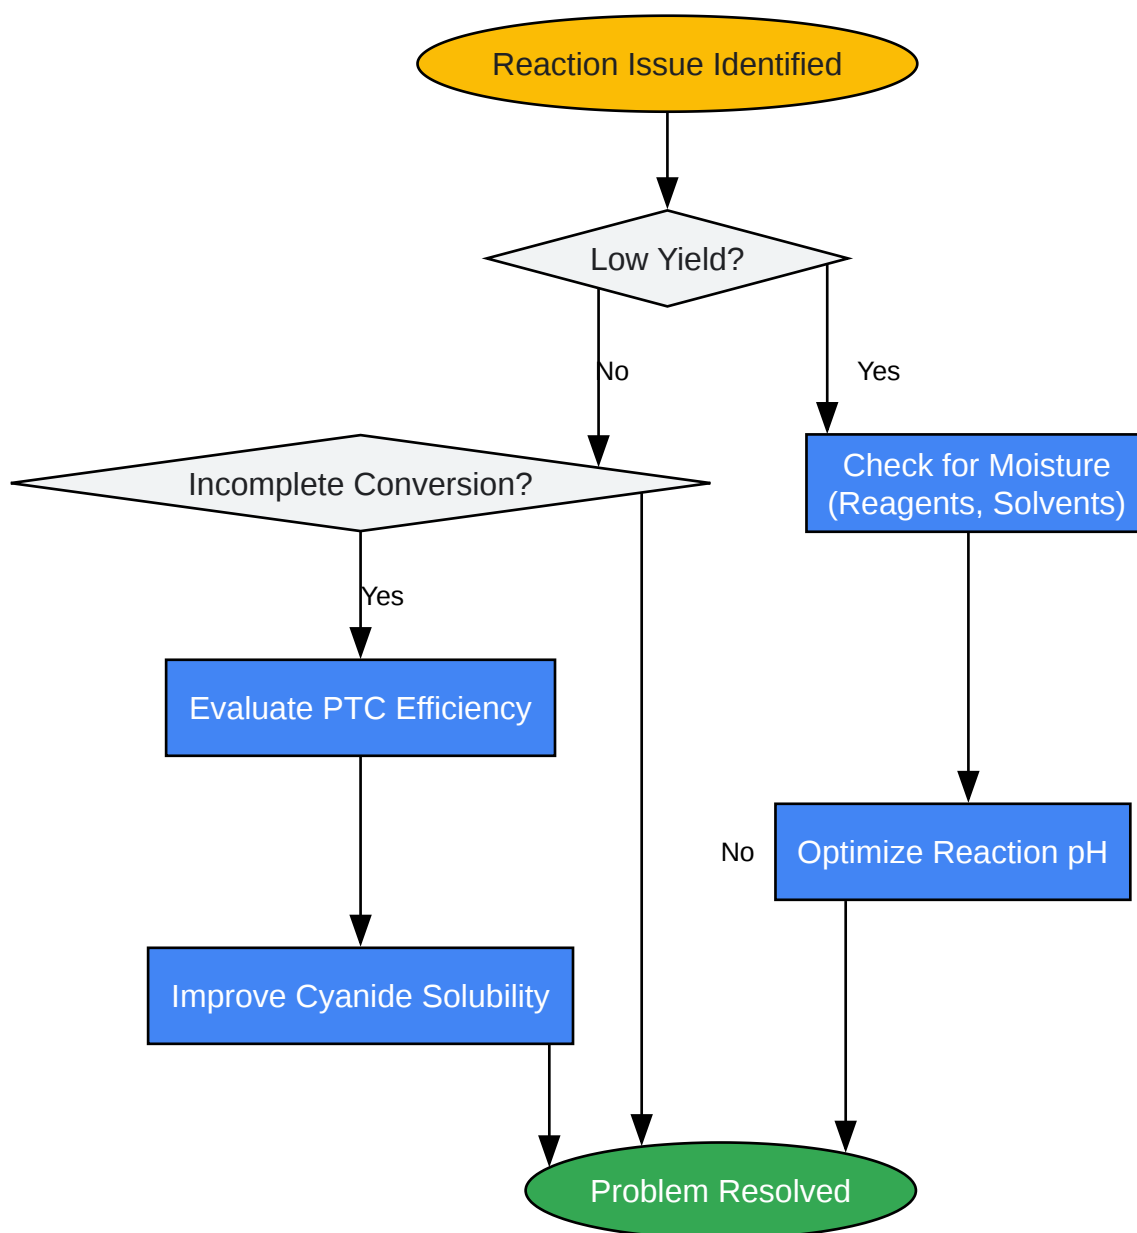 Reaction Issue Identified
Low Yield?
No
Yes
Check for Moisture
(Reagents, Solvents)
Incomplete Conversion?
Yes
Evaluate PTC Efficiency
No
Optimize Reaction pH
Improve Cyanide Solubility
Problem Resolved